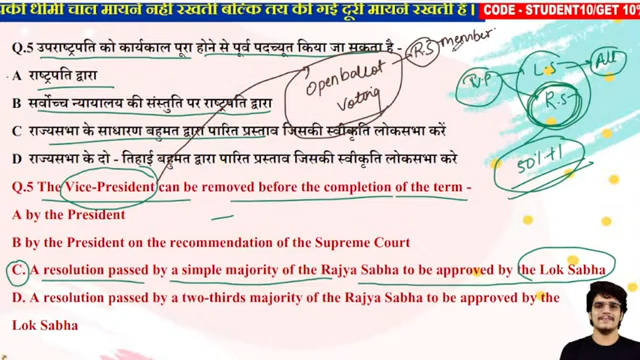 की धीमी चाल मायने नहीं रखती बल्कि तय की गई दूरी मायने रखती है | CODE - STUDENT10/GET 10%
Q.5 उपराष्ट्रपति को कार्यकाल पूरा होने से पूर्व पदच्यूत किया जा सकता है -
A राष्ट्रपति द्वारा
B सर्वोच्च न्यायालय की संस्तुति पर राष्ट्रपति द्वारा
C राज्यसभा के साधारण बहुमत द्वारा पारित प्रस्ताव जिसकी स्वीकृति लोकसभा करें
D राज्यसभा के दो - तिहाई बहुमत द्वारा पारित प्रस्ताव जिसकी स्वीकृति लोकसभा करे
Q.5 The Vice-President can be removed before the completion of the term -
A by the President
B by the President on the recommendation of the Supreme Court
C. A resolution passed by a simple majority of the Rajya Sabha to be approved by the Lok Sabha
D. A resolution passed by a two-thirds majority of the Rajya Sabha to be approved by the
Lok Sabha
Open ballot
Voting
R.S member
L.S
R.S
All
50%+1